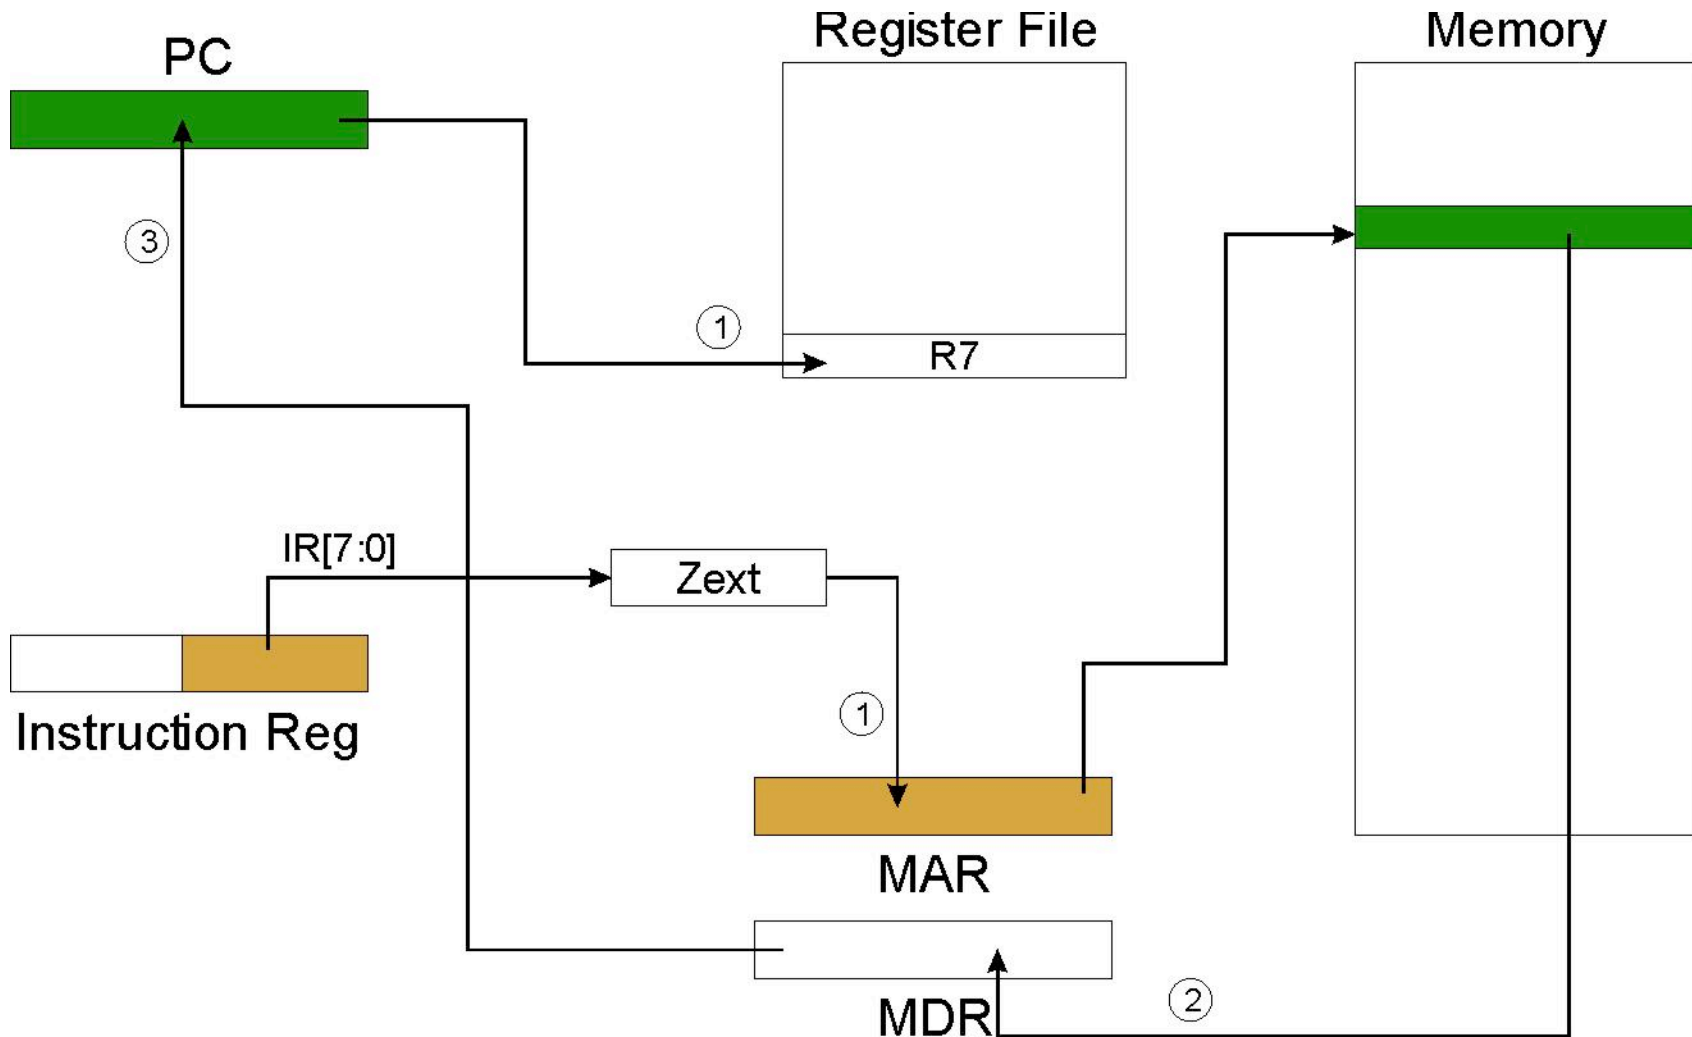 Register File
Memory
PC
3
1
R7
IR[7:0]
Zext
Instruction Reg
1
MAR
MDR
2